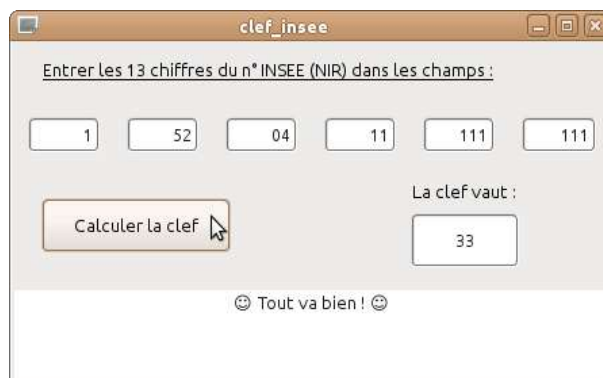 clef_insee
Entrer les 13 chiffres du n° INSEE (NIR) dans les champs :
1 52 04 11 111 111
La clef vaut :
Calculer la clef
33
☺ Tout va bien ! ☺